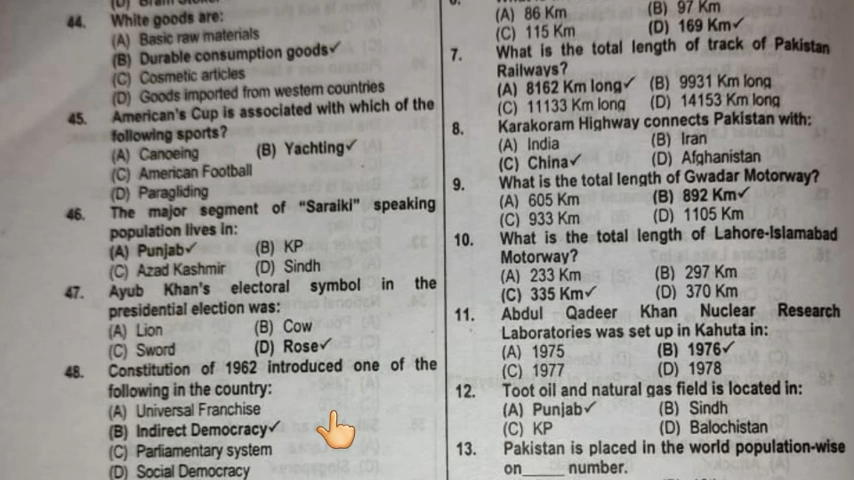 44. White goods are:
(A) Basic raw materials
(B) Durable consumption goods✓
(C) Cosmetic articles
(D) Goods imported from western countries
45. American's Cup is associated with which of the
following sports?
(A) Canoeing (B) Yachting✓
(C) American Football
(D) Paragliding
46. The major segment of "Saraiki" speaking
population lives in:
(A) Punjab✓ (B) KP
(C) Azad Kashmir (D) Sindh
47. Ayub Khan's electoral symbol in the
presidential election was:
(A) Lion (B) Cow
(C) Sword (D) Rose✓
48. Constitution of 1962 introduced one of the
following in the country:
(A) Universal Franchise
(B) Indirect Democracy✓
(C) Parliamentary system
(D) Social Democracy
(A) 86 Km (B) 97 Km
(C) 115 Km (D) 169 Km✓
7. What is the total length of track of Pakistan
Railways?
(A) 8162 Km long✓ (B) 9931 Km long
(C) 11133 Km long (D) 14153 Km long
8. Karakoram Highway connects Pakistan with:
(A) India (B) Iran
(C) China✓ (D) Afghanistan
9. What is the total length of Gwadar Motorway?
(A) 605 Km (B) 892 Km✓
(C) 933 Km (D) 1105 Km
10. What is the total length of Lahore-Islamabad
Motorway?
(A) 233 Km (B) 297 Km
(C) 335 Km✓ (D) 370 Km
11. Abdul Qadeer Khan Nuclear Research
Laboratories was set up in Kahuta in:
(A) 1975 (B) 1976✓
(C) 1977 (D) 1978
12. Toot oil and natural gas field is located in:
(A) Punjab✓ (B) Sindh
(C) KP (D) Balochistan
13. Pakistan is placed in the world population-wise
on_____ number.